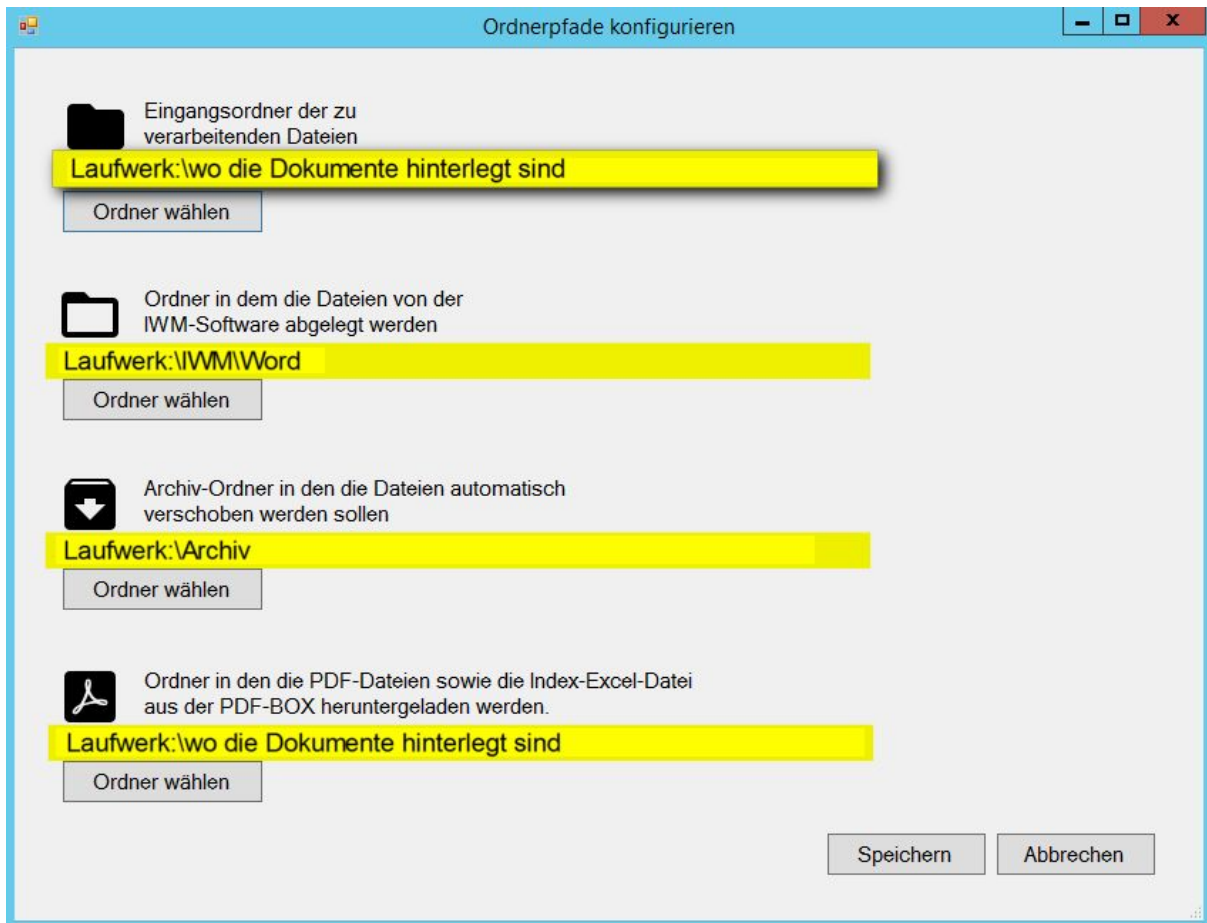 Ordnerpfade konfigurieren
Eingangsordner der zu
verarbeitenden Dateien
Laufwerk:\wo die Dokumente hinterlegt sind
Ordner wählen
Ordner in dem die Dateien von der
IWM-Software abgelegt werden
Laufwerk:\IWM\Word
Ordner wählen
Archiv-Ordner in den die Dateien automatisch
verschoben werden sollen
Laufwerk:\Archiv
Ordner wählen
Ordner in den die PDF-Dateien sowie die Index-Excel-Datei
aus der PDF-BOX heruntergeladen werden.
Laufwerk:\wo die Dokumente hinterlegt sind
Ordner wählen
Speichern Abbrechen